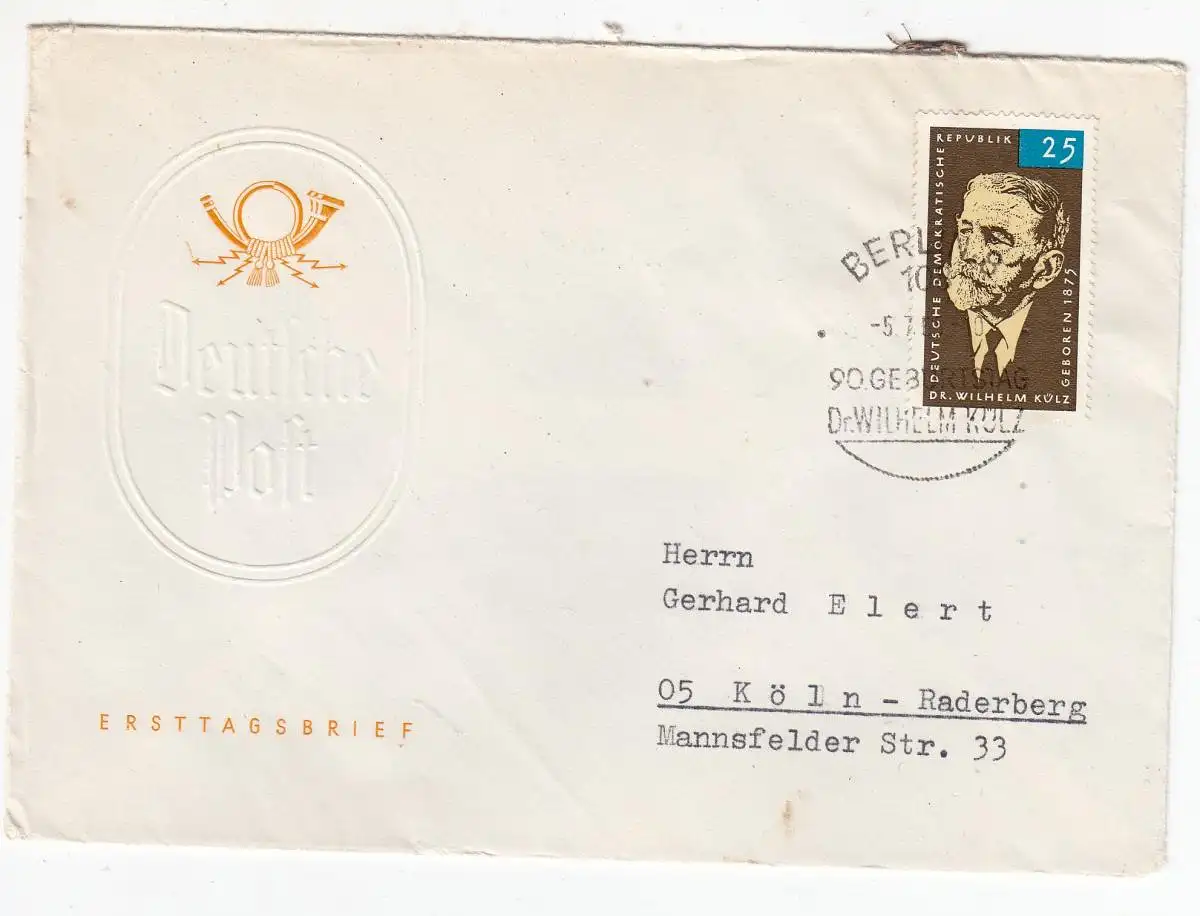 Deutsche
Post
ERSTTAGSBRIEF
DEUTSCHE DEMOKRATISCHE
REPUBLIK
25
GEBOREN 1875
DR. WILHELM KÜLZ
90.GEBURTSTAG
Dr.WILHELM KÜLZ
Herrn
Gerhard Elert
05 Köln - Raderberg
Mannsfelder Str. 33